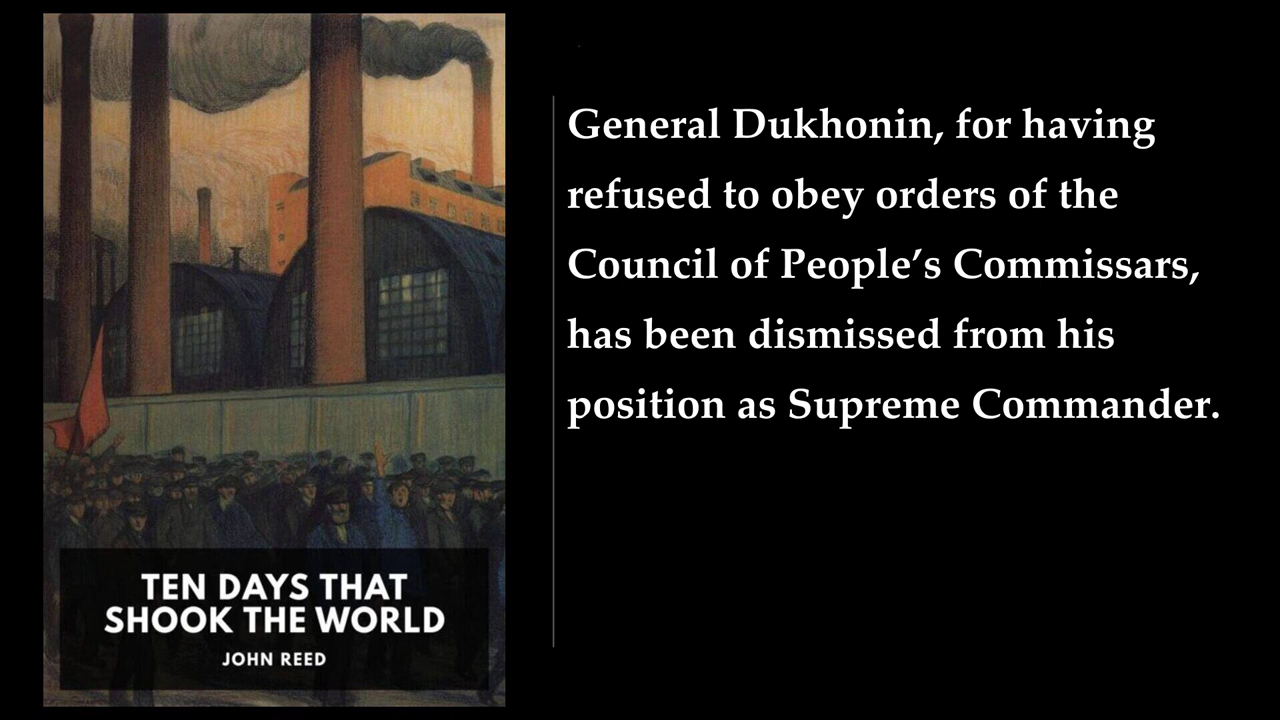 TEN DAYS THAT
SHOOK THE WORLD
JOHN REED
General Dukhonin, for having
refused to obey orders of the
Council of People’s Commissars,
has been dismissed from his
position as Supreme Commander.